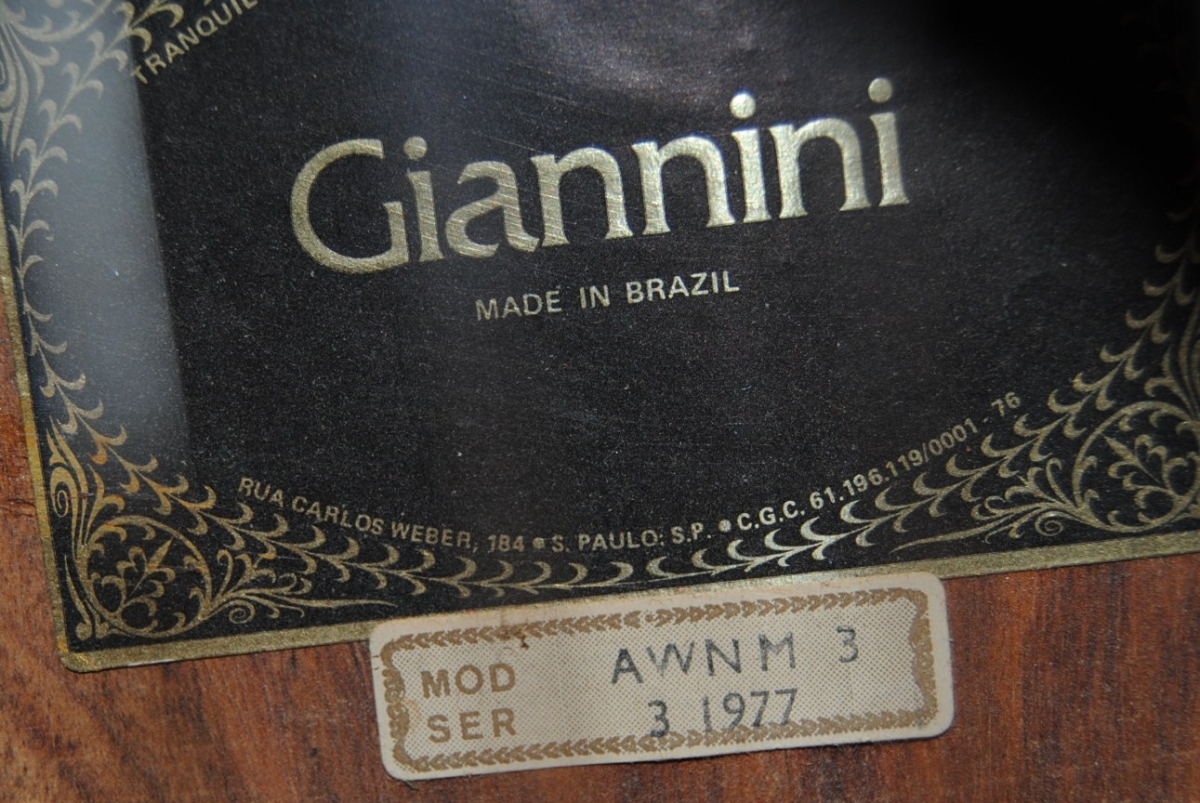 TRANQUIL
Giannini
MADE IN BRAZIL
RUA CARLOS WEBER, 184 • S. PAULO. S.P. • C.G.C. 61.196.119/0001 - 76
MOD AWNM 3
SER 3 1977